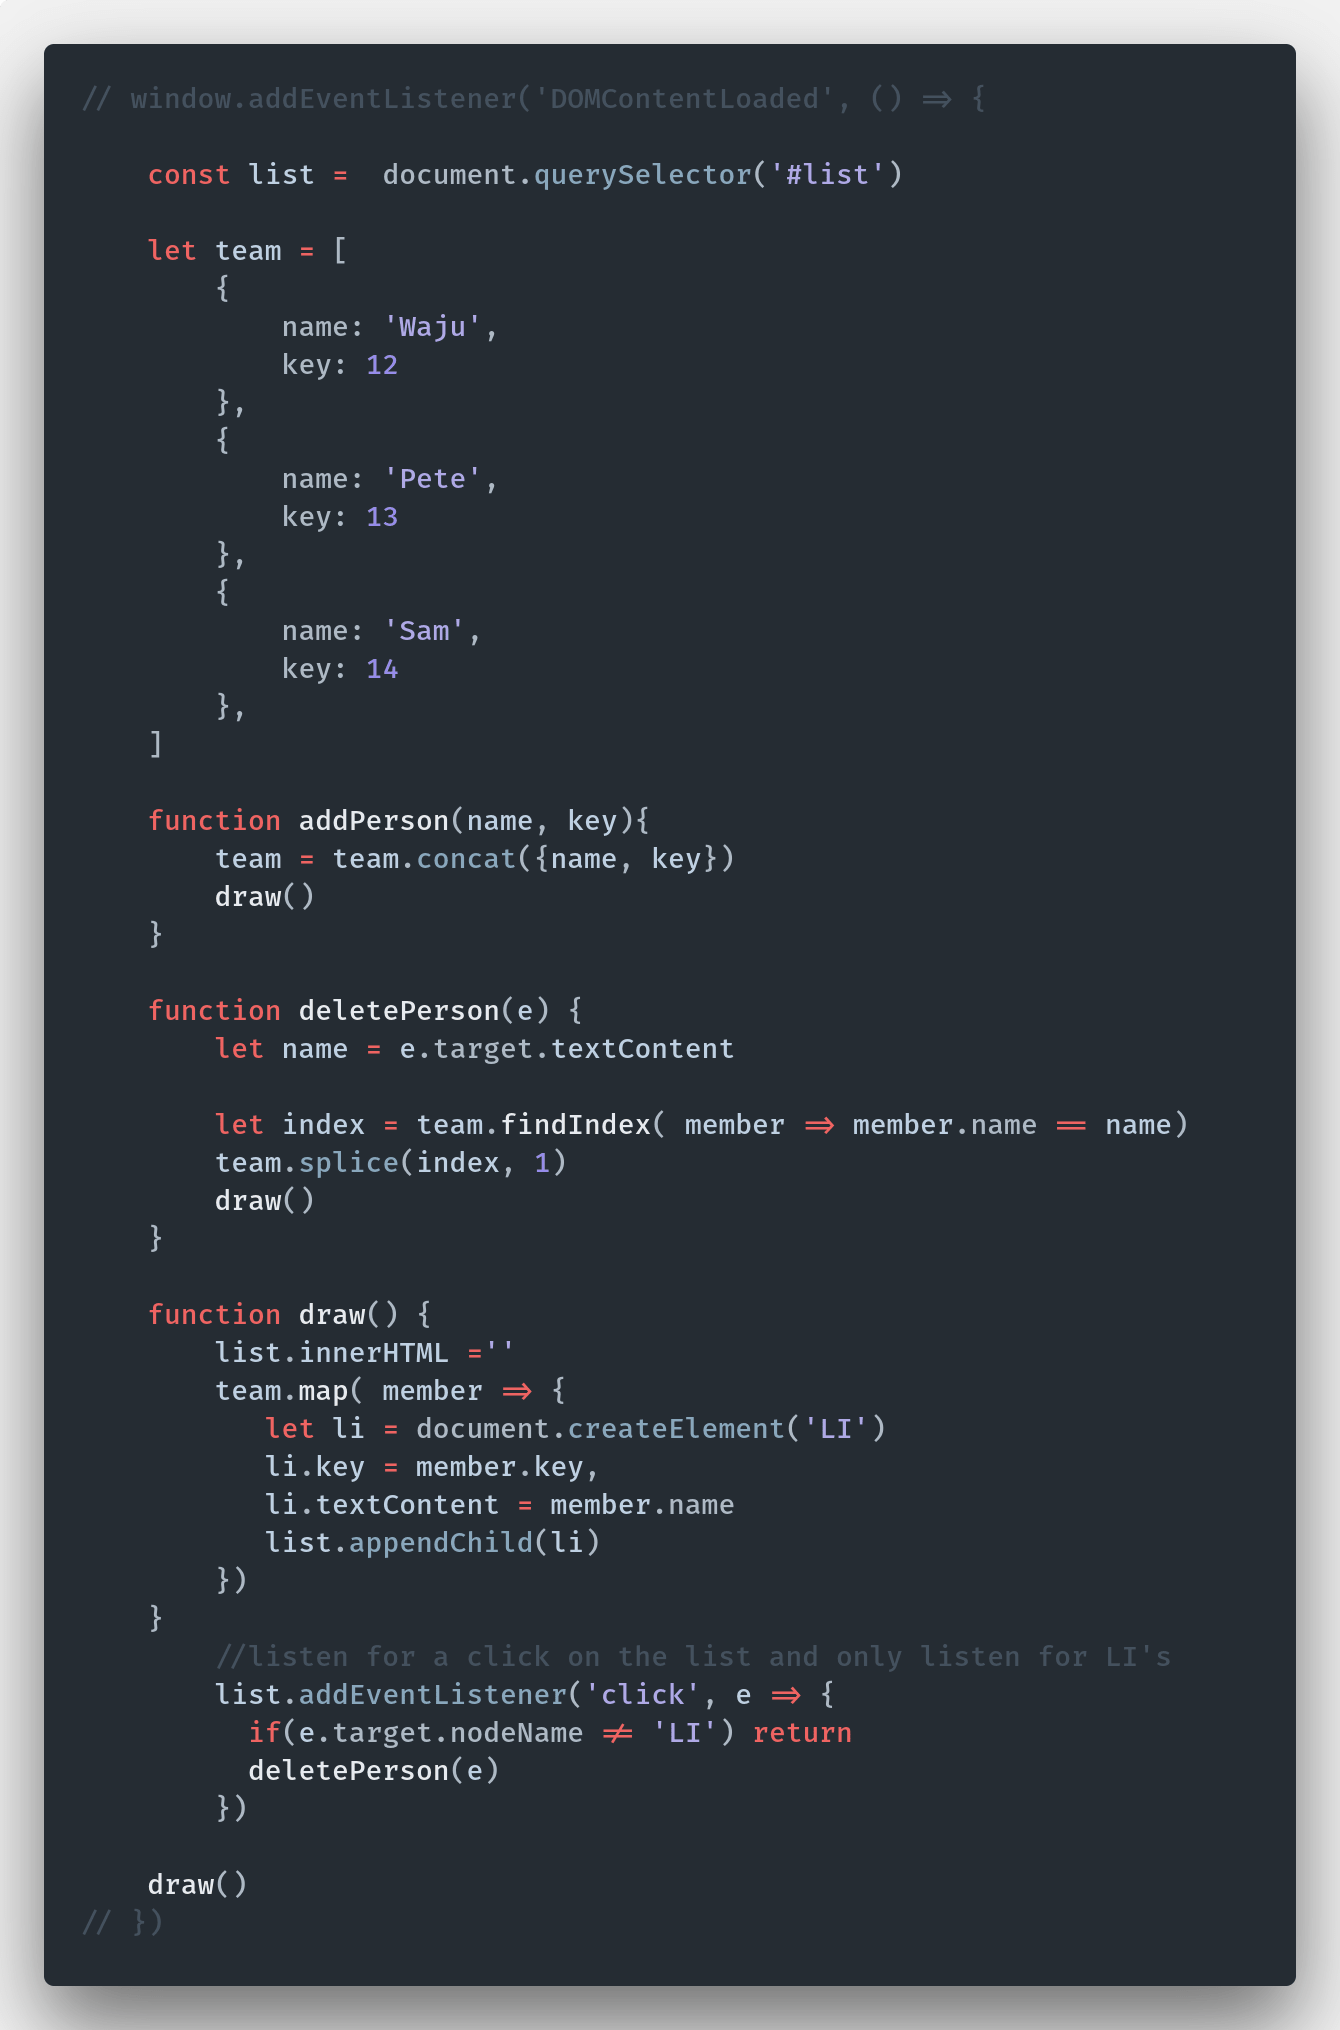 // window.addEventListener('DOMContentLoaded', () => {
const list =  document.querySelector('#list')
let team = [
{
name: 'Waju',
key: 12
},
{
name: 'Pete',
key: 13
},
{
name: 'Sam',
key: 14
},
]
function addPerson(name, key){
team = team.concat({name, key})
draw()
}
function deletePerson(e) {
let name = e.target.textContent
let index = team.findIndex( member => member.name == name)
team.splice(index, 1)
draw()
}
function draw() {
list.innerHTML =''
team.map( member => {
let li = document.createElement('LI')
li.key = member.key,
li.textContent = member.name
list.appendChild(li)
})
}
//listen for a click on the list and only listen for LI's
list.addEventListener('click', e => {
if(e.target.nodeName != 'LI') return
deletePerson(e)
})
draw()
// })